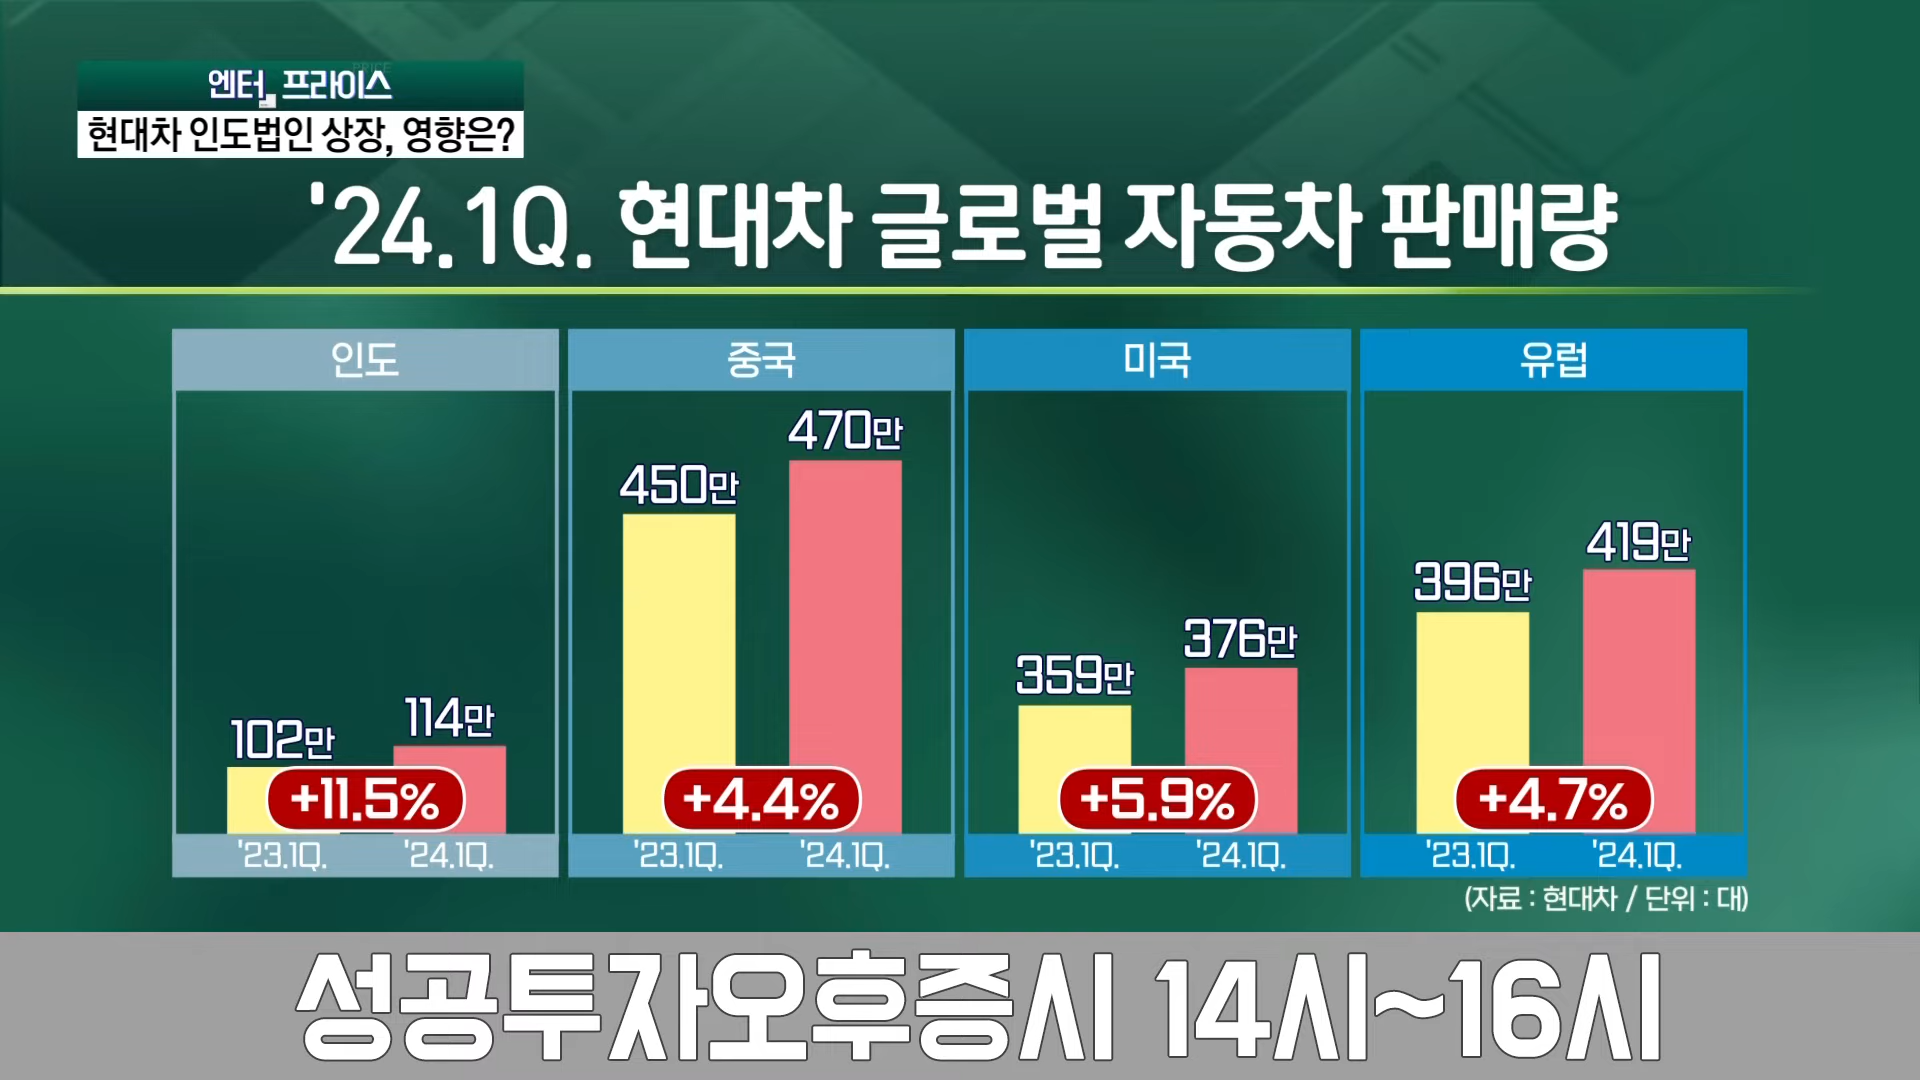 PRICE
엔터 프라이스
현대차 인도법인 상장, 영향은?
'24.1Q. 현대차 글로벌 자동차 판매량
인도 중국 미국 유럽
102만 114만 450만 470만 359만 376만 396만 419만
+11.5% +4.4% +5.9% +4.7%
'23.1Q. '24.1Q. '23.1Q. '24.1Q. '23.1Q. '24.1Q. '23.1Q. '24.1Q.
(자료 : 현대차 / 단위 : 대)
성공투자오후증시 14시~16시